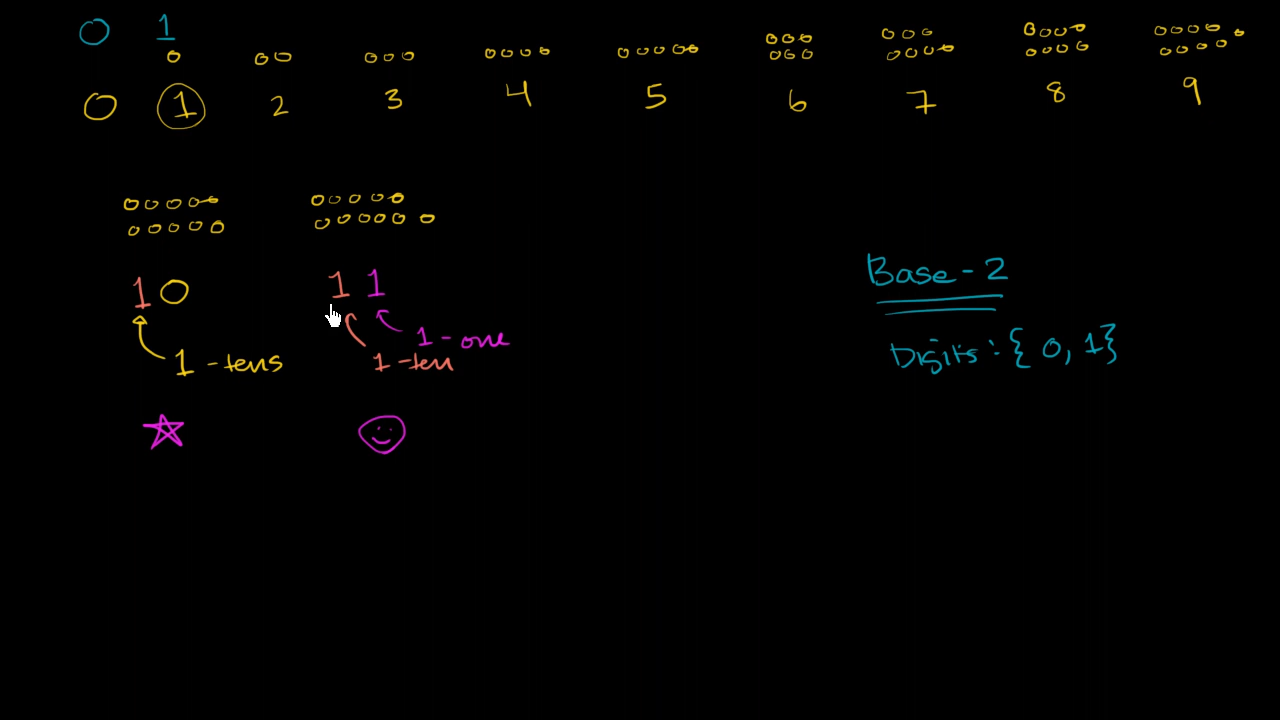 0 1
0 1 2 3 4 5 6 7 8 9
10 11
Base-2
1-one
Digits: { 0, 1}
1-tens 1-ten